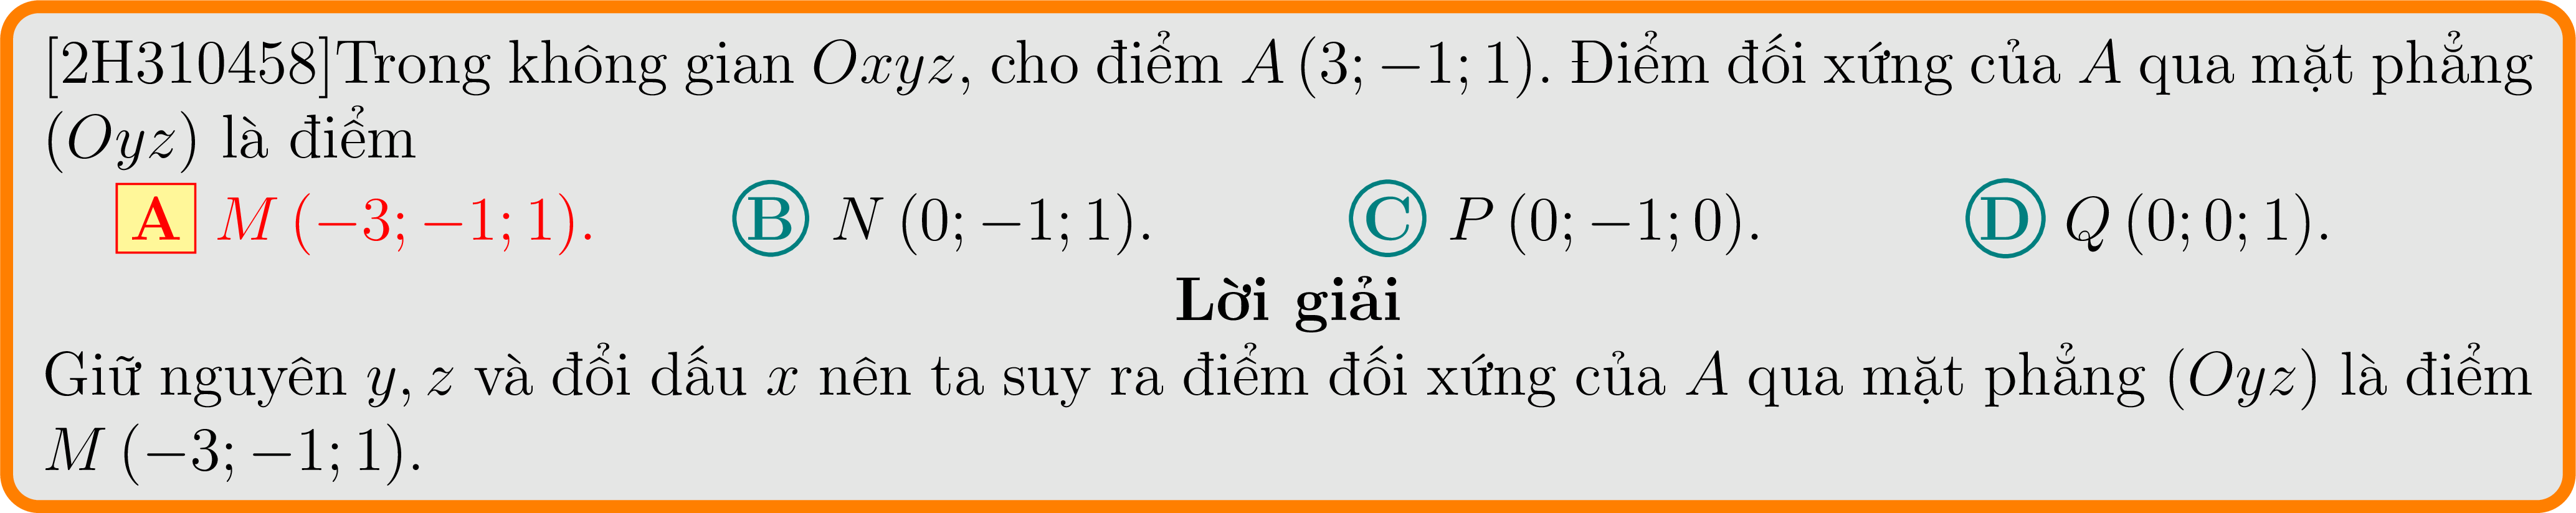 [2H310458]Trong không gian Oxyz, cho điểm A (3; −1; 1). Điểm đối xứng của A qua mặt phẳng
(Oyz) là điểm
A M (−3; −1; 1). B N (0; −1; 1). C P (0; −1; 0). D Q (0; 0; 1).
Lời giải
Giữ nguyên y, z và đổi dấu x nên ta suy ra điểm đối xứng của A qua mặt phẳng (Oyz) là điểm
M (−3; −1; 1).